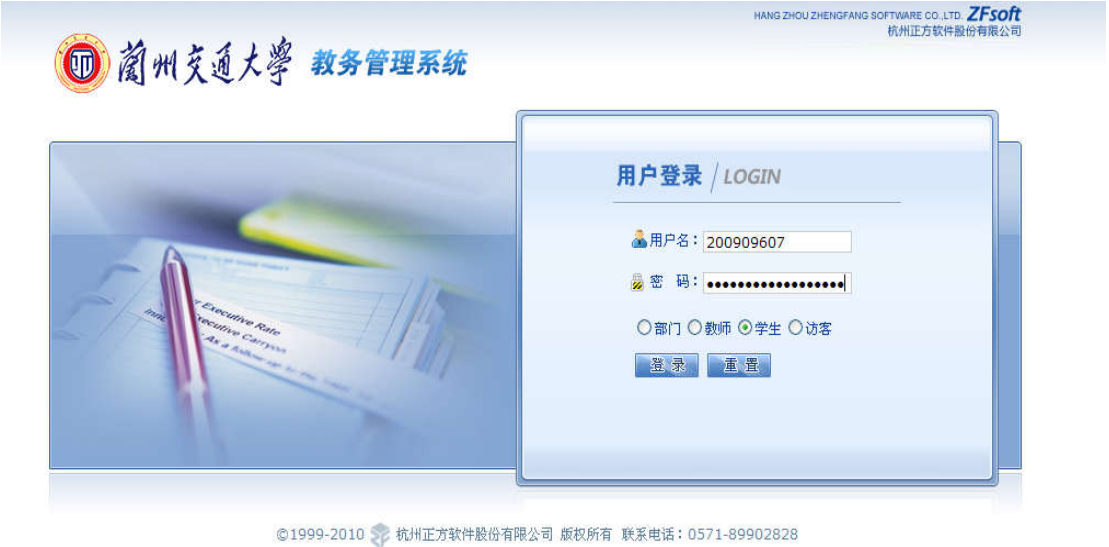 HANG ZHOU ZHENGFANG SOFTWARE CO.,LTD. ZFsoft
杭州正方软件股份有限公司
蘭州交通大學 教务管理系统
用户登录 / LOGIN
用户名：200909607
密 码：••••••••••••••••••
部门 教师 学生 访客
登 录 重 置
Executive Rate
Executive Carryon
As a follow-up to the
©1999-2010 杭州正方软件股份有限公司 版权所有 联系电话：0571-89902828